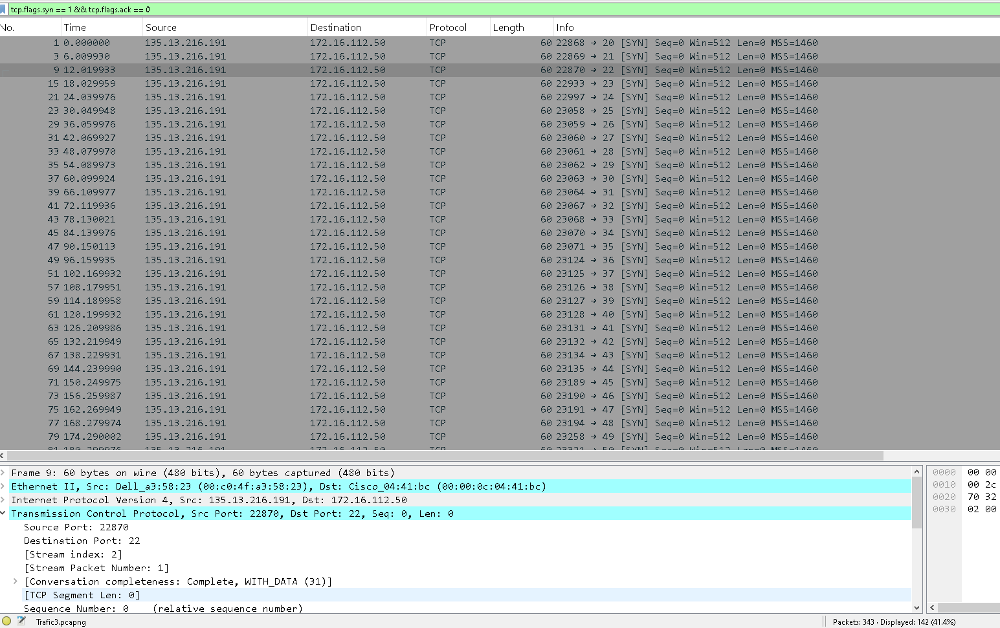 tcp.flags.syn == 1 && tcp.flags.ack == 0
No. Time Source Destination Protocol Length Info
1 0.000000 135.13.216.191 172.16.112.50 TCP 60 22868 → 20 [SYN] Seq=0 Win=512 Len=0 MSS=1460
3 6.009930 135.13.216.191 172.16.112.50 TCP 60 22869 → 21 [SYN] Seq=0 Win=512 Len=0 MSS=1460
9 12.019933 135.13.216.191 172.16.112.50 TCP 60 22870 → 22 [SYN] Seq=0 Win=512 Len=0 MSS=1460
15 18.029959 135.13.216.191 172.16.112.50 TCP 60 22933 → 23 [SYN] Seq=0 Win=512 Len=0 MSS=1460
21 24.039976 135.13.216.191 172.16.112.50 TCP 60 22997 → 24 [SYN] Seq=0 Win=512 Len=0 MSS=1460
23 30.049948 135.13.216.191 172.16.112.50 TCP 60 23058 → 25 [SYN] Seq=0 Win=512 Len=0 MSS=1460
29 36.059976 135.13.216.191 172.16.112.50 TCP 60 23059 → 26 [SYN] Seq=0 Win=512 Len=0 MSS=1460
31 42.069927 135.13.216.191 172.16.112.50 TCP 60 23060 → 27 [SYN] Seq=0 Win=512 Len=0 MSS=1460
33 48.079970 135.13.216.191 172.16.112.50 TCP 60 23061 → 28 [SYN] Seq=0 Win=512 Len=0 MSS=1460
35 54.089973 135.13.216.191 172.16.112.50 TCP 60 23062 → 29 [SYN] Seq=0 Win=512 Len=0 MSS=1460
37 60.099924 135.13.216.191 172.16.112.50 TCP 60 23063 → 30 [SYN] Seq=0 Win=512 Len=0 MSS=1460
39 66.109977 135.13.216.191 172.16.112.50 TCP 60 23064 → 31 [SYN] Seq=0 Win=512 Len=0 MSS=1460
41 72.119936 135.13.216.191 172.16.112.50 TCP 60 23067 → 32 [SYN] Seq=0 Win=512 Len=0 MSS=1460
43 78.130021 135.13.216.191 172.16.112.50 TCP 60 23068 → 33 [SYN] Seq=0 Win=512 Len=0 MSS=1460
45 84.139976 135.13.216.191 172.16.112.50 TCP 60 23070 → 34 [SYN] Seq=0 Win=512 Len=0 MSS=1460
47 90.150113 135.13.216.191 172.16.112.50 TCP 60 23071 → 35 [SYN] Seq=0 Win=512 Len=0 MSS=1460
49 96.159935 135.13.216.191 172.16.112.50 TCP 60 23124 → 36 [SYN] Seq=0 Win=512 Len=0 MSS=1460
51 102.169932 135.13.216.191 172.16.112.50 TCP 60 23125 → 37 [SYN] Seq=0 Win=512 Len=0 MSS=1460
57 108.179951 135.13.216.191 172.16.112.50 TCP 60 23126 → 38 [SYN] Seq=0 Win=512 Len=0 MSS=1460
59 114.189958 135.13.216.191 172.16.112.50 TCP 60 23127 → 39 [SYN] Seq=0 Win=512 Len=0 MSS=1460
61 120.199932 135.13.216.191 172.16.112.50 TCP 60 23128 → 40 [SYN] Seq=0 Win=512 Len=0 MSS=1460
63 126.209986 135.13.216.191 172.16.112.50 TCP 60 23131 → 41 [SYN] Seq=0 Win=512 Len=0 MSS=1460
65 132.219949 135.13.216.191 172.16.112.50 TCP 60 23132 → 42 [SYN] Seq=0 Win=512 Len=0 MSS=1460
67 138.229931 135.13.216.191 172.16.112.50 TCP 60 23134 → 43 [SYN] Seq=0 Win=512 Len=0 MSS=1460
69 144.239990 135.13.216.191 172.16.112.50 TCP 60 23135 → 44 [SYN] Seq=0 Win=512 Len=0 MSS=1460
71 150.249975 135.13.216.191 172.16.112.50 TCP 60 23189 → 45 [SYN] Seq=0 Win=512 Len=0 MSS=1460
73 156.259987 135.13.216.191 172.16.112.50 TCP 60 23190 → 46 [SYN] Seq=0 Win=512 Len=0 MSS=1460
75 162.269949 135.13.216.191 172.16.112.50 TCP 60 23191 → 47 [SYN] Seq=0 Win=512 Len=0 MSS=1460
77 168.279974 135.13.216.191 172.16.112.50 TCP 60 23194 → 48 [SYN] Seq=0 Win=512 Len=0 MSS=1460
79 174.290002 135.13.216.191 172.16.112.50 TCP 60 23258 → 49 [SYN] Seq=0 Win=512 Len=0 MSS=1460
Frame 9: 60 bytes on wire (480 bits), 60 bytes captured (480 bits)
Ethernet II, Src: Dell_a3:58:23 (00:c0:4f:a3:58:23), Dst: Cisco_04:41:bc (00:00:0c:04:41:bc)
Internet Protocol Version 4, Src: 135.13.216.191, Dst: 172.16.112.50
Transmission Control Protocol, Src Port: 22870, Dst Port: 22, Seq: 0, Len: 0
Source Port: 22870
Destination Port: 22
[Stream index: 2]
[Stream Packet Number: 1]
[Conversation completeness: Complete, WITH_DATA (31)]
[TCP Segment Len: 0]
Sequence Number: 0 (relative sequence number)
0000 00 00
0010 00 2c
0020 70 32
0030 02 00
Trafic3.pcapng
Packets: 343 · Displayed: 142 (41.4%)